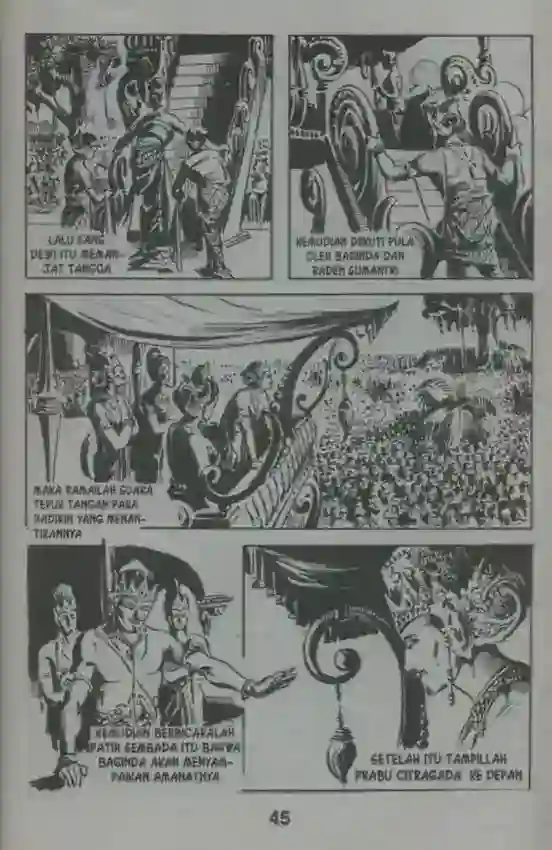 LALU SANG
DEWI ITU MEMAN-
JAT TANGGA
KEMUDIAN DIIKUTI PULA
OLEH BAGINDA DAN
RADEN SUMANTRI
MAKA RAMAILAH SUARA
TEPUK TANGAN PARA
HADIRIN YANG MENAN-
TIKANNYA
KEMUDIAN BERBICARALAH
PATIH GEMBADA ITU BAHWA
BAGINDA AKAN MENYAM-
PAIKAN AMANATNYA
SETELAH ITU TAMPILLAH
PRABU CITRAGADA KE DEPAN
45